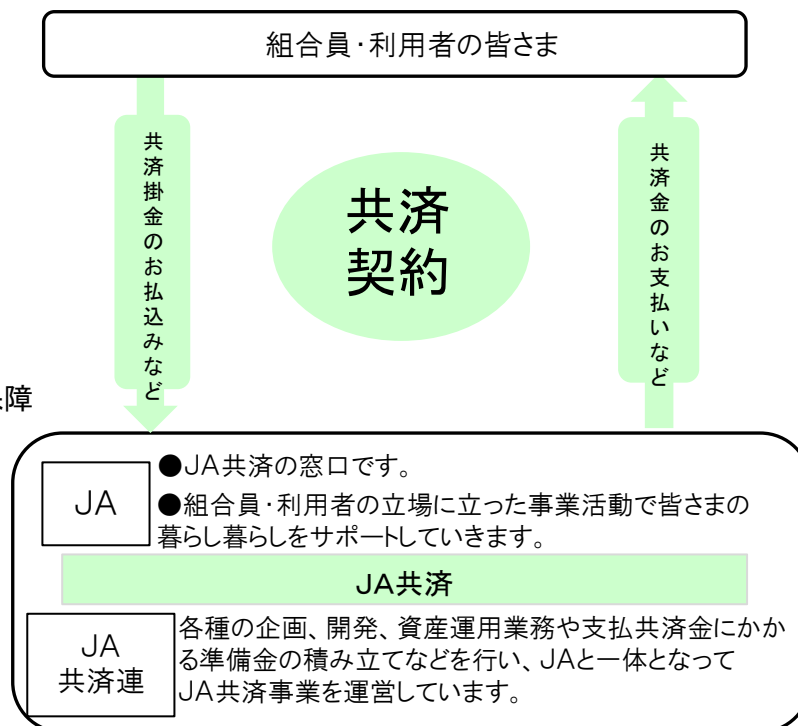 組合員・利用者の皆さま
共済掛金のお払込みなど
共済
契約
共済金のお支払いなど
障
JA
●JA共済の窓口です。
●組合員・利用者の立場に立った事業活動で皆さまの
暮らし暮らしをサポートしていきます。
JA共済
JA
共済連
各種の企画、開発、資産運用業務や支払共済金にかか
る準備金の積み立てなどを行い、JAと一体となって
JA共済事業を運営しています。